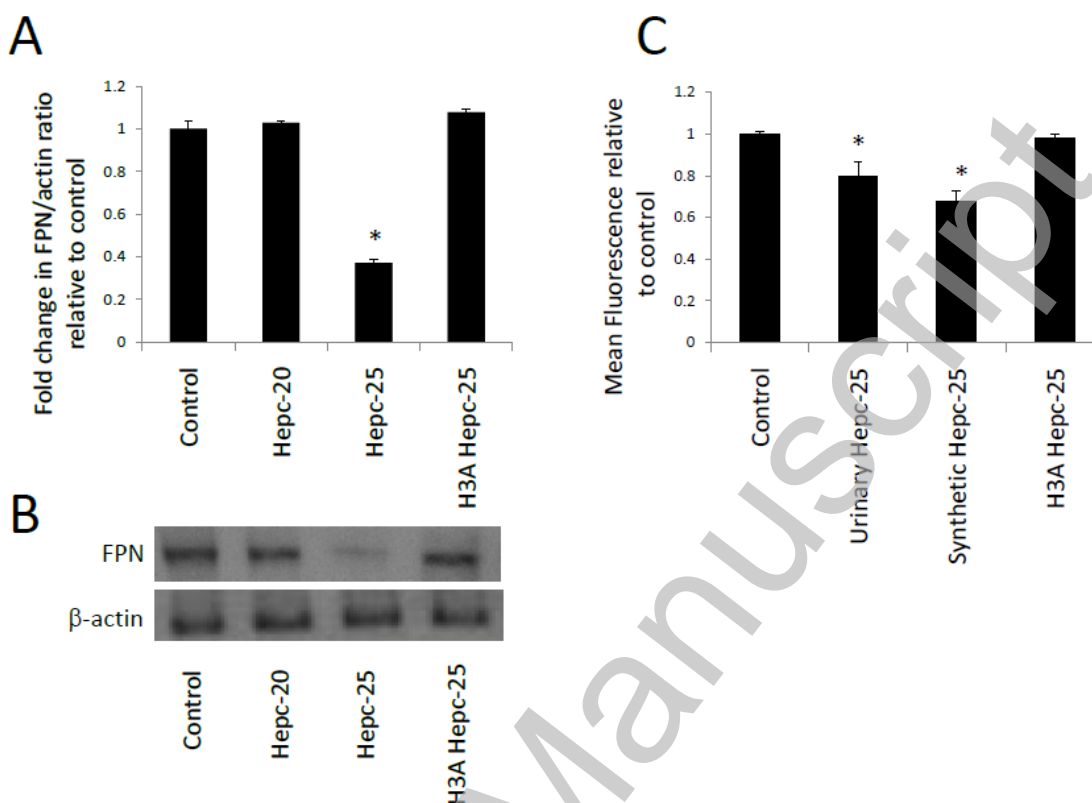 A
Fold change in FPN/actin ratio
relative to control
1.2
1
0.8
0.6
0.4
0.2
0
*
Control
Hepc-20
Hepc-25
H3A Hepc-25
B
FPN
β-actin
Control
Hepc-20
Hepc-25
H3A Hepc-25
C
Mean Fluorescence relative
to control
1.2
1
0.8
0.6
0.4
0.2
0
*
*
Control
Urinary Hepc-25
Synthetic Hepc-25
H3A Hepc-25
Manuscript